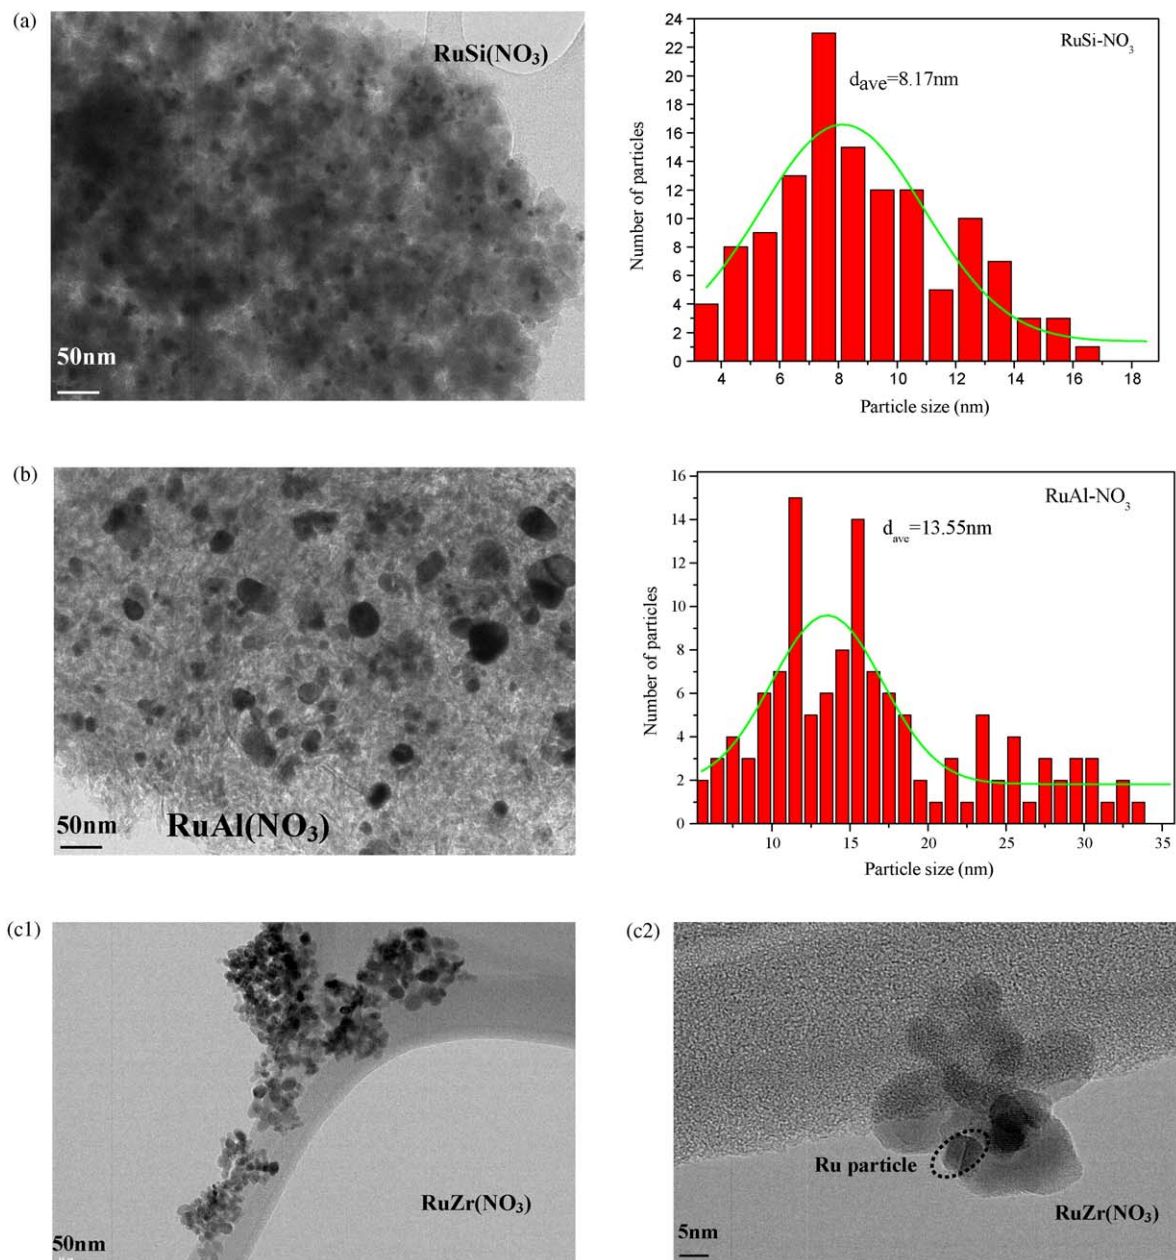 (a)
RuSi(NO₃)
50nm
24
22
20
18
16
14
12
10
8
6
4
2
0
Number of particles
RuSi-NO₃
dave=8.17nm
4 6 8 10 12 14 16 18
Particle size (nm)
(b)
50nm
RuAl(NO₃)
16
14
12
10
8
6
4
2
0
Number of particles
RuAl-NO₃
dave=13.55nm
10 15 20 25 30 35
Particle size (nm)
(c1)
RuZr(NO₃)
50nm
(c2)
Ru particle
RuZr(NO₃)
5nm